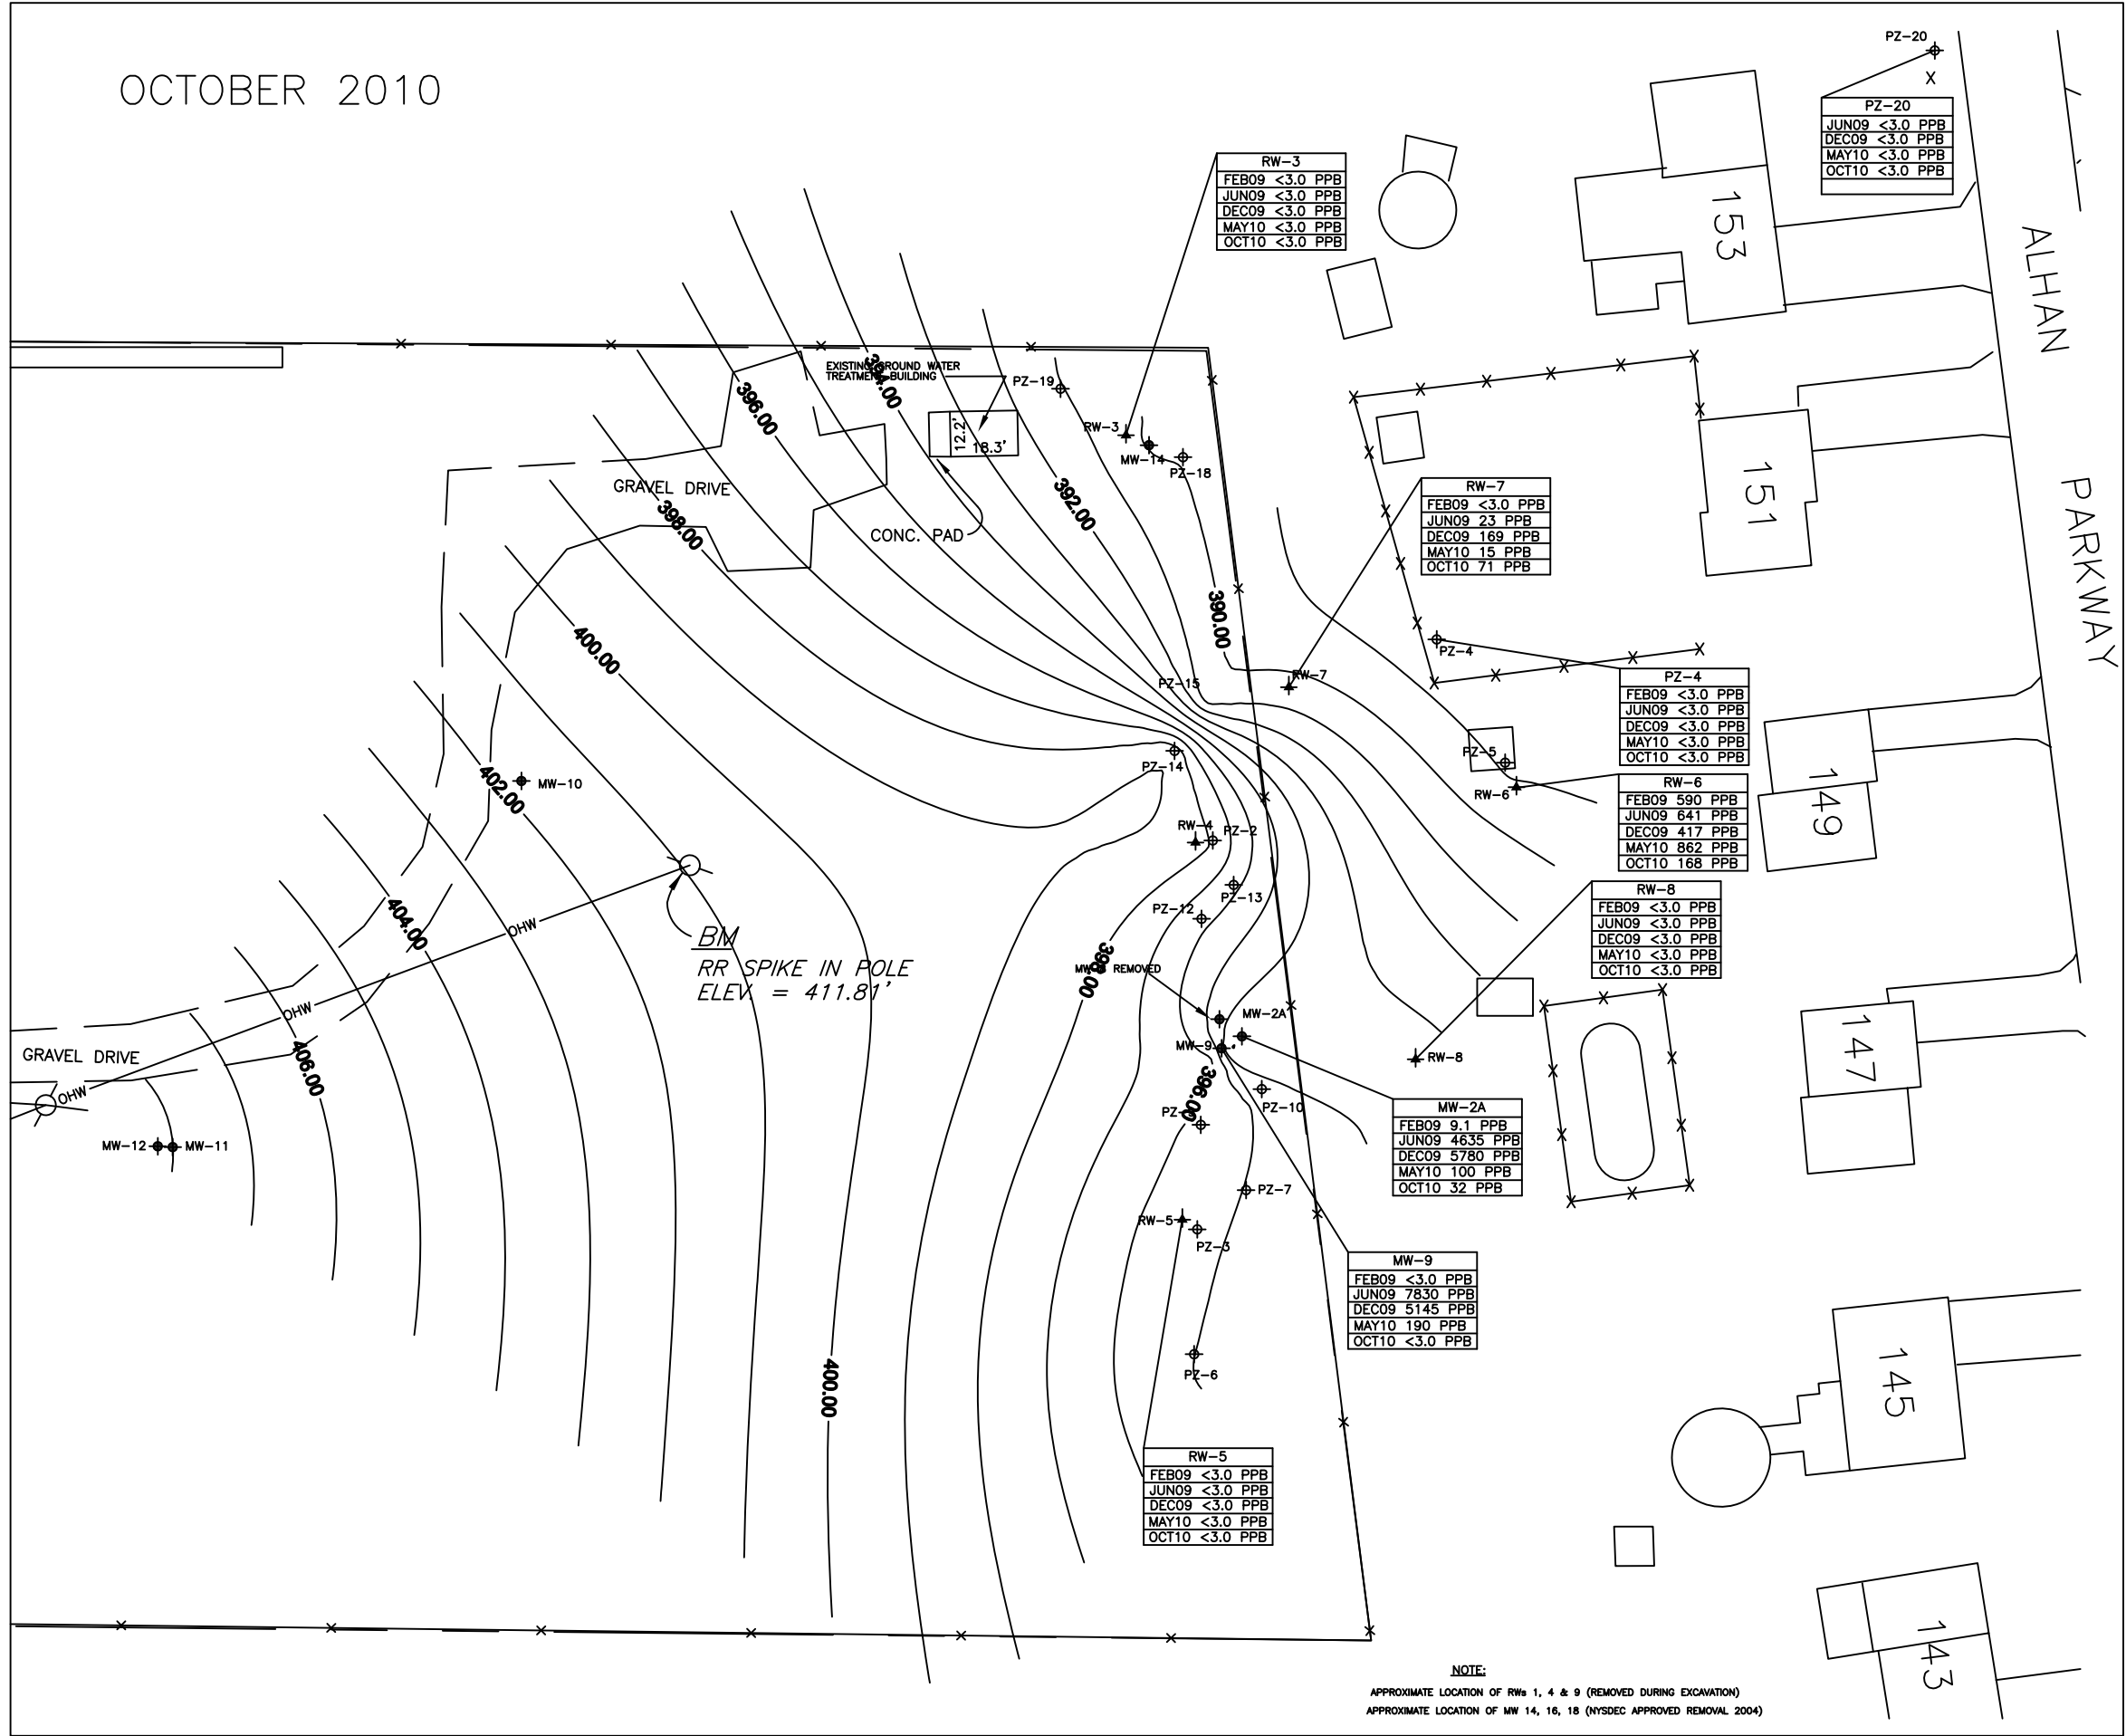 OCTOBER 2010
PZ-20
PZ-20
JUN09 <3.0 PPB
DEC09 <3.0 PPB
MAY10 <3.0 PPB
OCT10 <3.0 PPB
RW-3
FEB09 <3.0 PPB
JUN09 <3.0 PPB
DEC09 <3.0 PPB
MAY10 <3.0 PPB
OCT10 <3.0 PPB
153
ALHAN
PARKWAY
EXISTING GROUND WATER
TREATMENT BUILDING
394.00
396.00
PZ-19
12.2'
18.3'
RW-3
MW-14
PZ-18
GRAVEL DRIVE
398.00
392.00
CONC. PAD
RW-7
FEB09 <3.0 PPB
JUN09 23 PPB
DEC09 169 PPB
MAY10 15 PPB
OCT10 71 PPB
151
390.00
400.00
PZ-4
PZ-15
RW-7
PZ-4
FEB09 <3.0 PPB
JUN09 <3.0 PPB
DEC09 <3.0 PPB
MAY10 <3.0 PPB
OCT10 <3.0 PPB
PZ-14
PZ-5
402.00
MW-10
RW-6
RW-6
FEB09 590 PPB
JUN09 641 PPB
DEC09 417 PPB
MAY10 862 PPB
OCT10 168 PPB
149
RW-4
PZ-2
PZ-13
PZ-12
404.00
OHW
BM
RR SPIKE IN POLE
ELEV. = 411.81'
398.00
REMOVED
RW-8
FEB09 <3.0 PPB
JUN09 <3.0 PPB
DEC09 <3.0 PPB
MAY10 <3.0 PPB
OCT10 <3.0 PPB
OHW
MW-2A
MW-9
RW-8
147
GRAVEL DRIVE
406.00
OHW
396.00
PZ-10
MW-12
MW-11
MW-2A
FEB09 9.1 PPB
JUN09 4635 PPB
DEC09 5780 PPB
MAY10 100 PPB
OCT10 32 PPB
PZ-7
RW-5
PZ-3
MW-9
FEB09 <3.0 PPB
JUN09 7830 PPB
DEC09 5145 PPB
MAY10 190 PPB
OCT10 <3.0 PPB
PZ-6
400.00
145
RW-5
FEB09 <3.0 PPB
JUN09 <3.0 PPB
DEC09 <3.0 PPB
MAY10 <3.0 PPB
OCT10 <3.0 PPB
143
NOTE:
APPROXIMATE LOCATION OF RWs 1, 4 & 9 (REMOVED DURING EXCAVATION)
APPROXIMATE LOCATION OF MW 14, 16, 18 (NYSDEC APPROVED REMOVAL 2004)